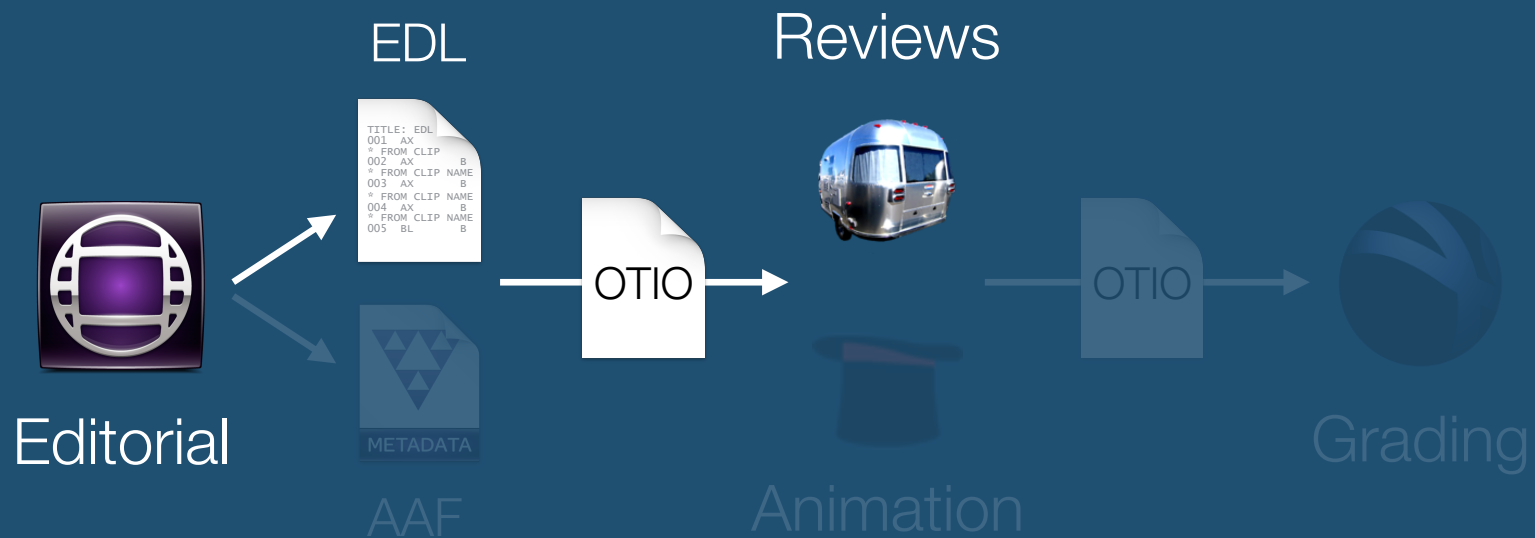 EDL
Reviews
TITLE: EDL
001 AX
* FROM CLIP
002 AX B
* FROM CLIP NAME
003 AX B
* FROM CLIP NAME
004 AX B
* FROM CLIP NAME
005 BL B
OTIO
OTIO
METADATA
Editorial
Grading
AAF
Animation